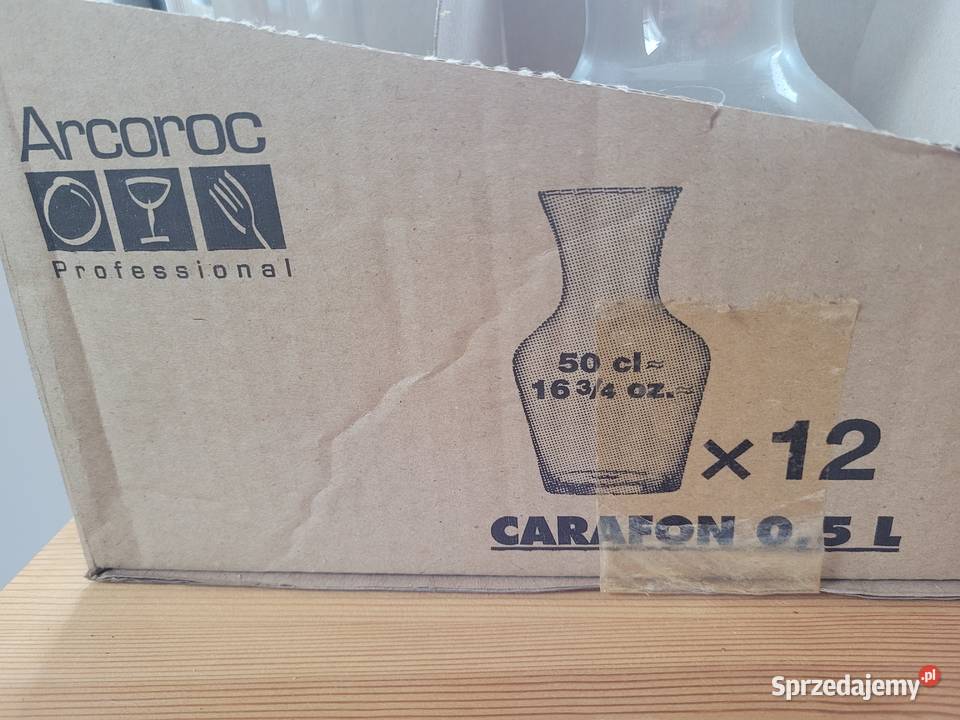 Arcoroc
Professional
50 cl≈
16 3/4 oz.≈
×12
CARAFON 0,5 L
Sprzedajemy.pl